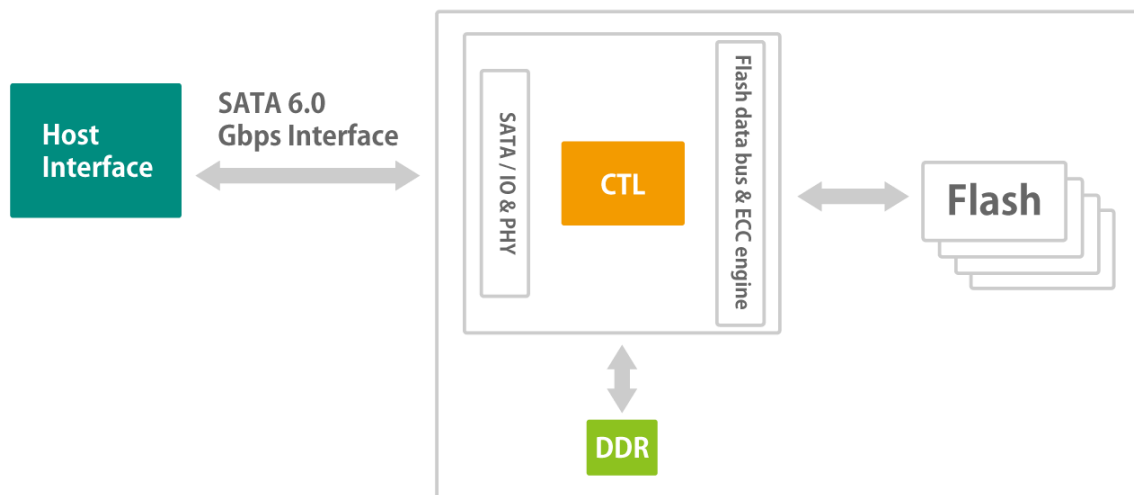 SATA 6.0
Gbps Interface
Host
Interface
SATA / IO & PHY
CTL
Flash data bus & ECC engine
Flash
DDR